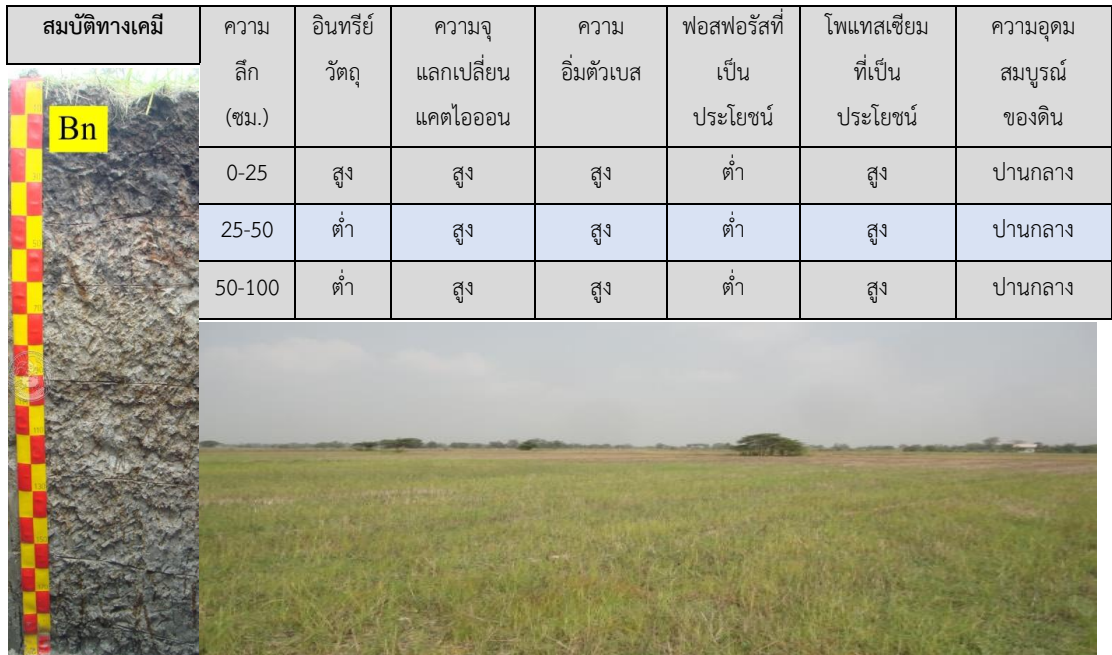 สมบัติทางเคมี
ความลึก (ซม.) อินทรีย์วัตถุ ความจุแลกเปลี่ยนแคตไอออน ความอิ่มตัวเบส ฟอสฟอรัสที่เป็นประโยชน์ โพแทสเซียมที่เป็นประโยชน์ ความอุดมสมบูรณ์ของดิน
0-25 สูง สูง สูง ต่ำ สูง ปานกลาง
25-50 ต่ำ สูง สูง ต่ำ สูง ปานกลาง
50-100 ต่ำ สูง สูง ต่ำ สูง ปานกลาง
Bn